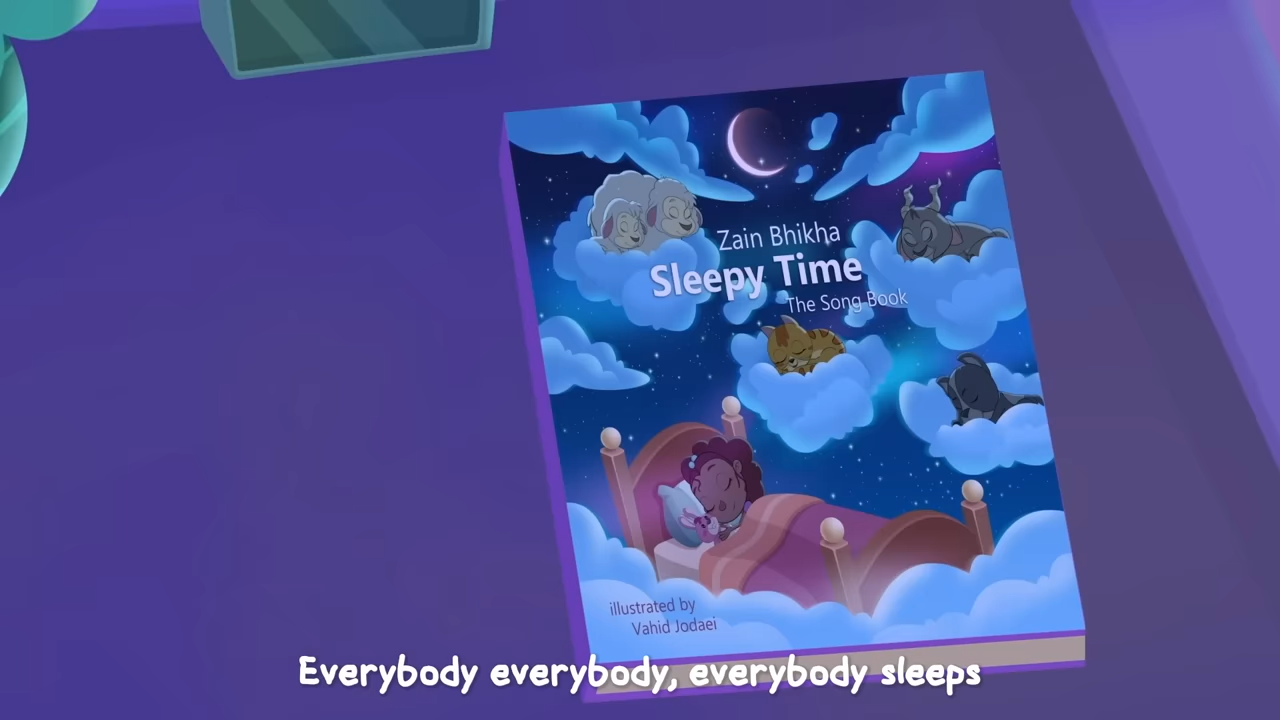 Zain Bhikha
Sleepy Time
The Song Book
illustrated by
Vahid Jodaei
Everybody everybody, everybody sleeps